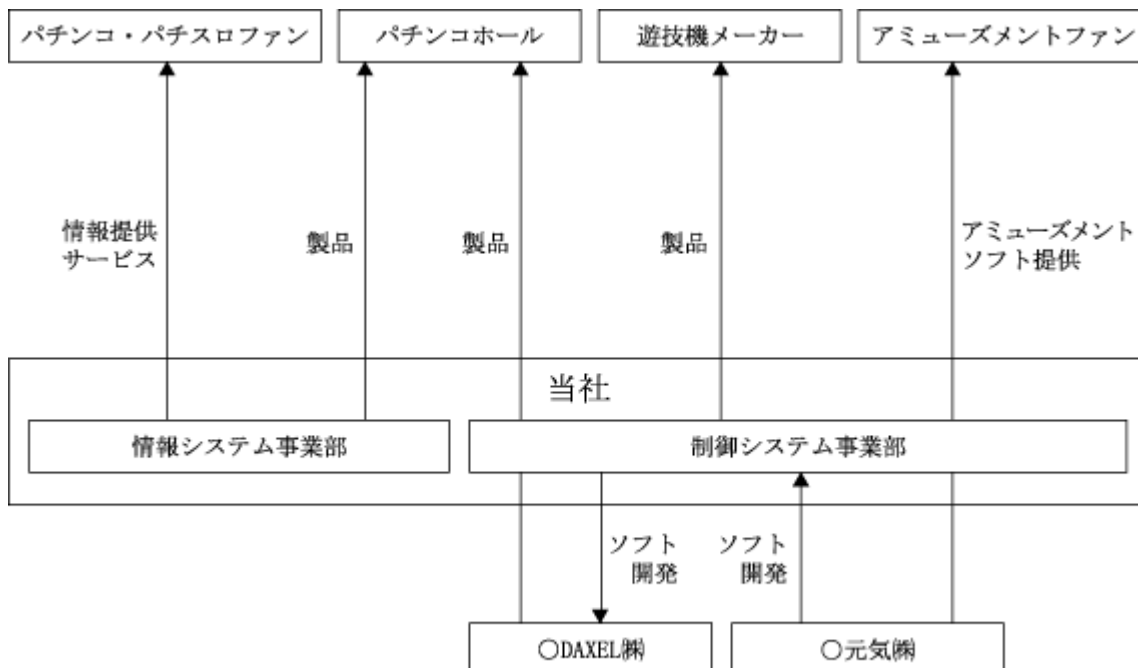 パチンコ・パチスロファン
パチンコホール
遊技機メーカー
アミューズメントファン
情報提供
サービス
製品
製品
製品
アミューズメント
ソフト提供
当社
情報システム事業部
制御システム事業部
ソフト
開発
ソフト
開発
○DAXEL㈱
○元気㈱